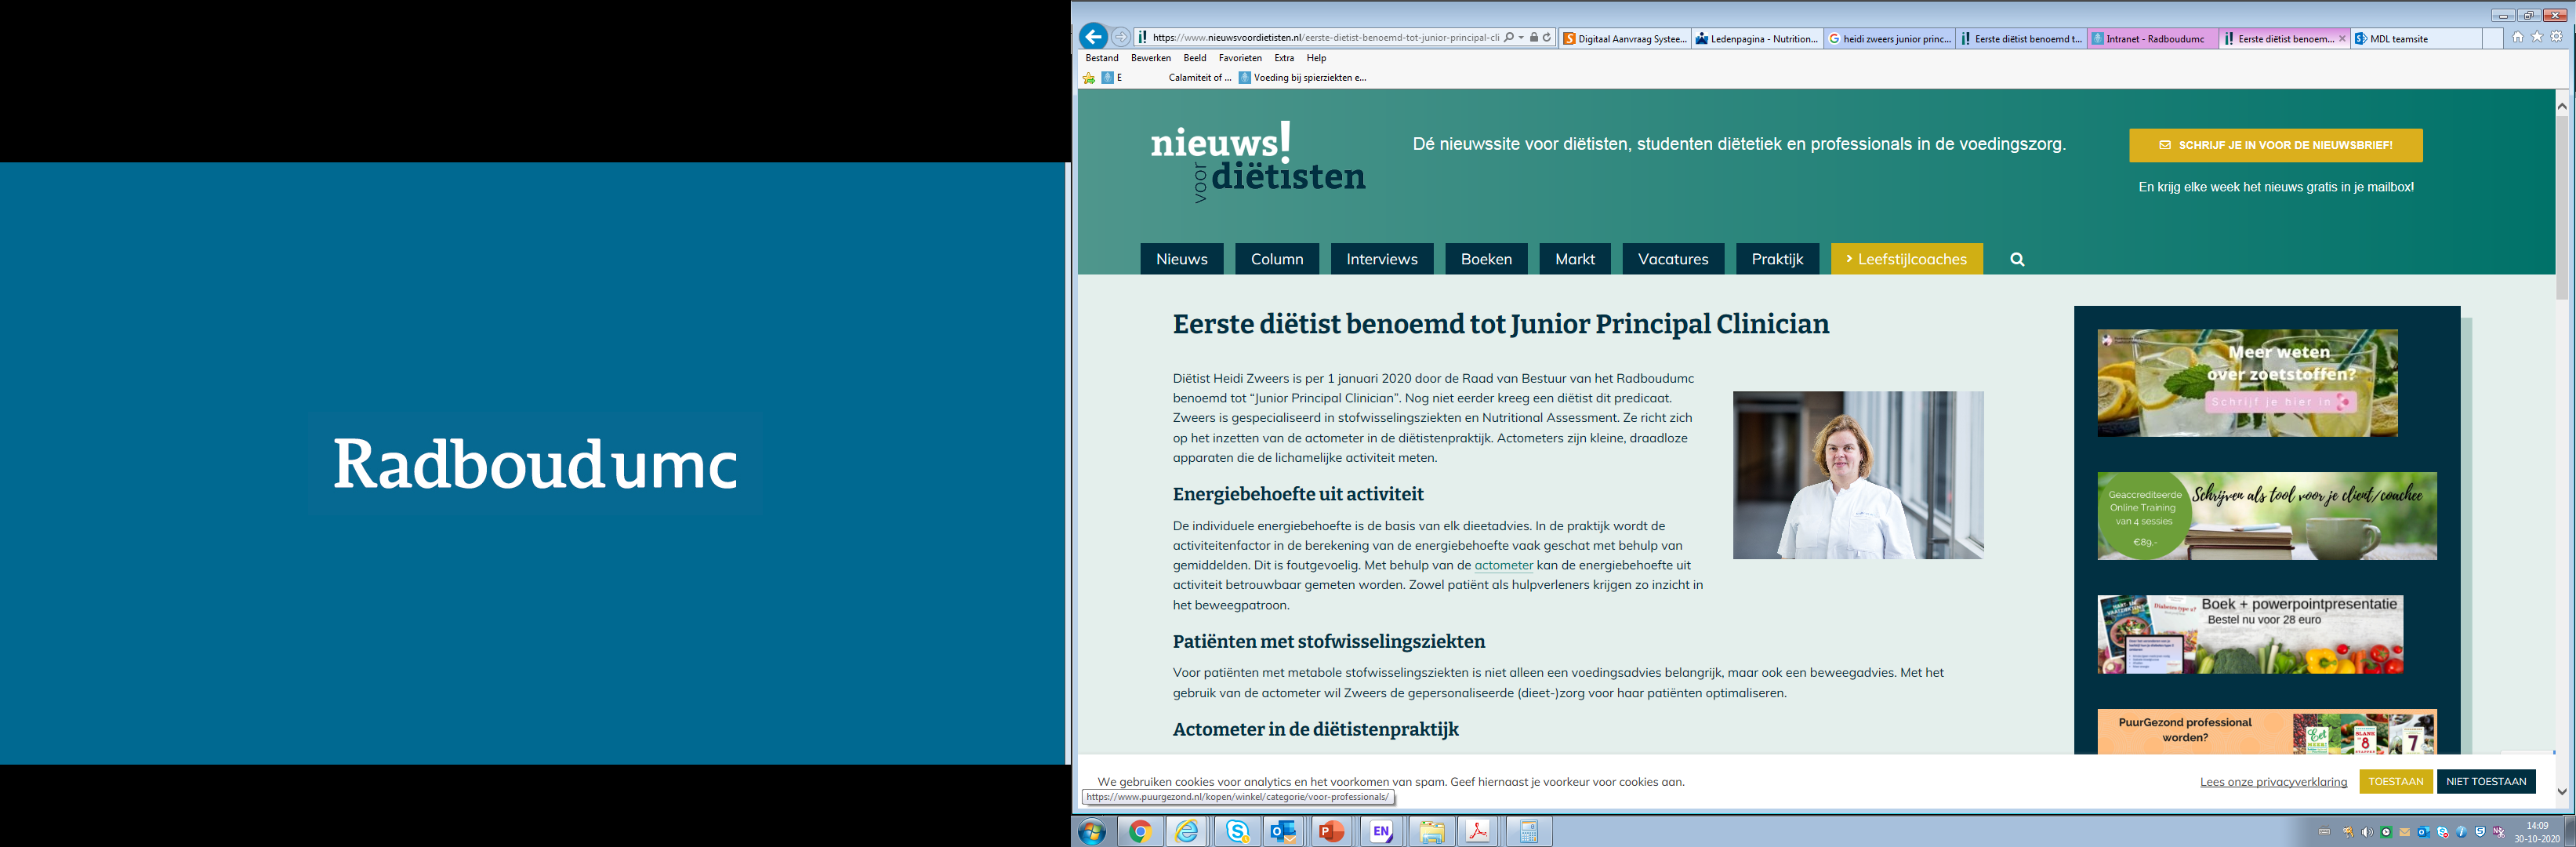 Radboudumc
https://www.nieuwsvoordietisten.nl/eerste-dietist-benoemd-tot-junior-principal-cli
Digitaal Aanvraag Systee...
Ledenpagina - Nutrition...
heidi zweers junior princ...
Eerste diëtist benoemd t...
Intranet - Radboudumc
Eerste diëtist benoem...
MDL teamsite
Bestand Bewerken Beeld Favorieten Extra Help
E
Calamiteit of ...
Voeding bij spierziekten e...
nieuws!
voor diëtisten
Dé nieuwssite voor diëtisten, studenten diëtetiek en professionals in de voedingszorg.
SCHRIJF JE IN VOOR DE NIEUWSBRIEF!
En krijg elke week het nieuws gratis in je mailbox!
Nieuws Column Interviews Boeken Markt Vacatures Praktijk Leefstijlcoaches
Eerste diëtist benoemd tot Junior Principal Clinician
Diëtist Heidi Zweers is per 1 januari 2020 door de Raad van Bestuur van het Radboudumc
benoemd tot “Junior Principal Clinician”. Nog niet eerder kreeg een diëtist dit predicaat.
Zweers is gespecialiseerd in stofwisselingsziekten en Nutritional Assessment. Ze richt zich
op het inzetten van de actometer in de diëtistenpraktijk. Actometers zijn kleine, draadloze
apparaten die de lichamelijke activiteit meten.
Energiebehoefte uit activiteit
De individuele energiebehoefte is de basis van elk dieetadvies. In de praktijk wordt de
activiteitenfactor in de berekening van de energiebehoefte vaak geschat met behulp van
gemiddelden. Dit is foutgevoelig. Met behulp van de actometer kan de energiebehoefte uit
activiteit betrouwbaar gemeten worden. Zowel patiënt als hulpverleners krijgen zo inzicht in
het beweegpatroon.
Patiënten met stofwisselingsziekten
Voor patiënten met metabole stofwisselingsziekten is niet alleen een voedingsadvies belangrijk, maar ook een beweegadvies. Met het
gebruik van de actometer wil Zweers de gepersonaliseerde (dieet-)zorg voor haar patiënten optimaliseren.
Actometer in de diëtistenpraktijk
Meer weten
over zoetstoffen?
Schrijf je hier in
Geaccrediteerde
Online Training
van 4 sessies
€89,-
Schrijven als tool voor je client/coachee
Diabetes type 2?
Boek + powerpointpresentatie
Bestel nu voor 28 euro
PuurGezond professional
worden?
Eet
8
7
We gebruiken cookies voor analytics en het voorkomen van spam. Geef hiernaast je voorkeur voor cookies aan.
Lees onze privacyverklaring
TOESTAAN
NIET TOESTAAN
https://www.puurgezond.nl/kopen/winkel/categorie/voor-professionals/
EN
14:09
30-10-2020